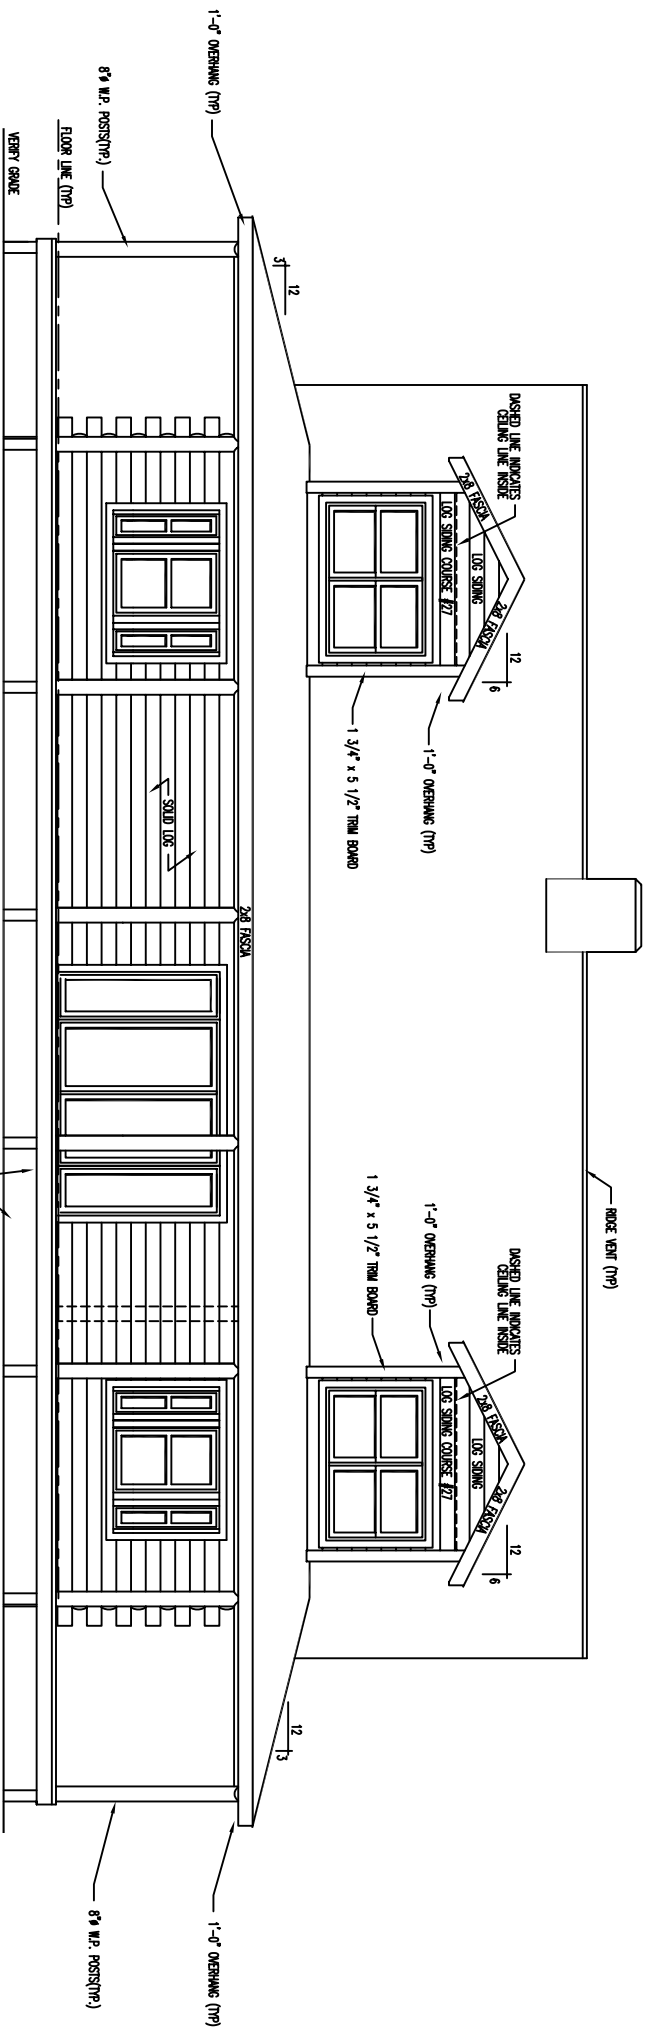 RIDGE VENT (TYP)
DASHED LINE INDICATES
CEILING LINE INSIDE
2x8 FASCIA
2x8 FASCIA
LOG SIDING
LOG SIDING COURSE #27
12
6
1'-0" OVERHANG (TYP)
1 3/4" x 5 1/2" TRIM BOARD
DASHED LINE INDICATES
CEILING LINE INSIDE
2x8 FASCIA
2x8 FASCIA
LOG SIDING
LOG SIDING COURSE #27
12
6
1'-0" OVERHANG (TYP)
1 3/4" x 5 1/2" TRIM BOARD
12
3
12
3
1'-0" OVERHANG (TYP)
2x8 FASCIA
1'-0" OVERHANG (TYP)
SOLID LOG
8"ø W.P. POSTS(TYP.)
8"ø W.P. POSTS(TYP.)
FLOOR LINE (TYP)
VERIFY GRADE